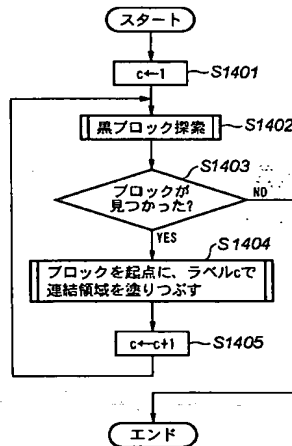 スタート
c←1
S1401
黒ブロック探索
S1402
S1403
ブロックが
見つかった?
NO
YES
S1404
ブロックを起点に、ラベルcで
連結領域を塗りつぶす
c←c+1
S1405
エンド